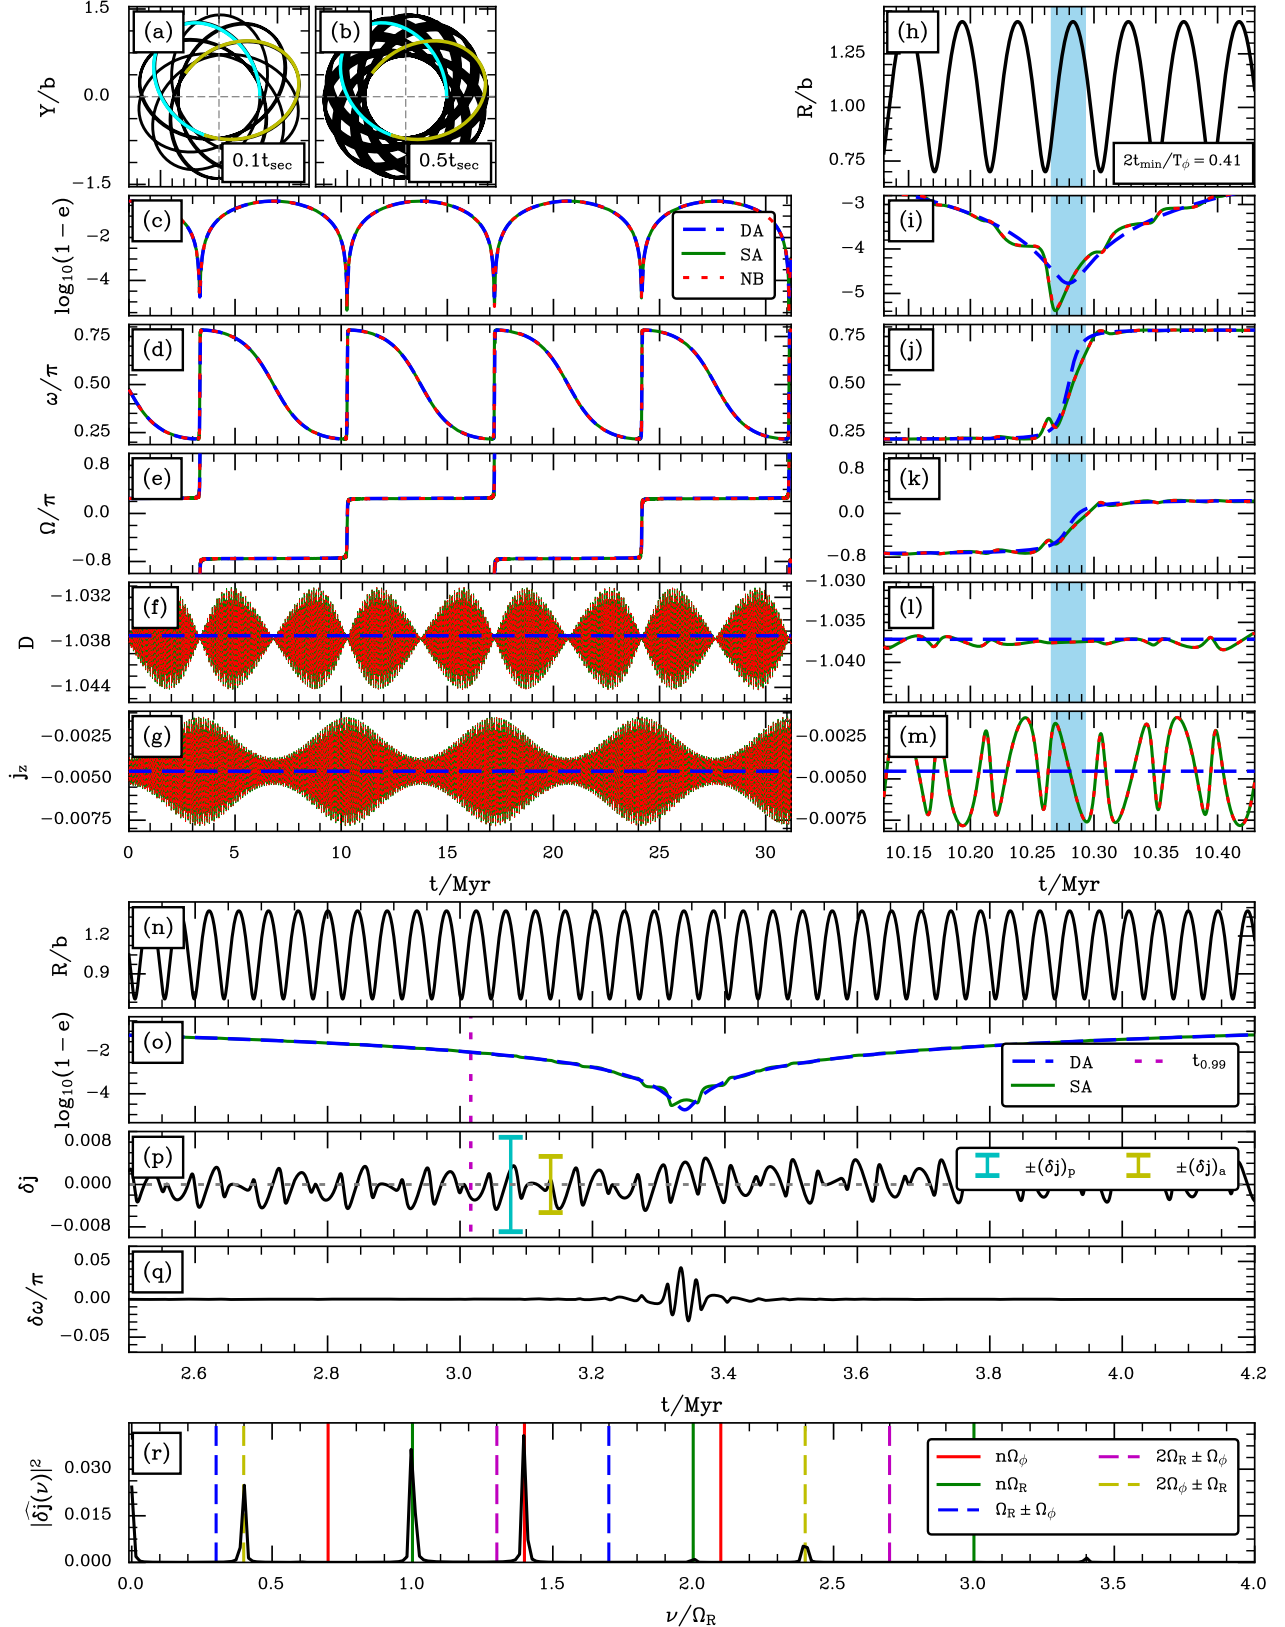 1.5
0.0
−1.5
Y/b
(a)
0.1t_sec
(b)
0.5t_sec
(h)
1.25
1.00
0.75
R/b
2t_min/T_ϕ = 0.41
(c)
−2
−4
log₁₀(1 − e)
DA
SA
NB
(i)
−3
−4
−5
(d)
0.75
0.50
0.25
ω/π
(j)
0.75
0.50
0.25
(e)
0.8
0.0
−0.8
Ω/π
(k)
0.8
0.0
−0.8
(f)
−1.032
−1.038
−1.044
D
(l)
−1.030
−1.035
−1.040
(g)
−0.0025
−0.0050
−0.0075
j_z
(m)
−0.0025
−0.0050
−0.0075
0 5 10 15 20 25 30
t/Myr
10.15 10.20 10.25 10.30 10.35 10.40
t/Myr
(n)
1.2
0.9
R/b
(o)
−2
−4
log₁₀(1 − e)
DA
SA
t_0.99
(p)
0.008
0.000
−0.008
δj
±(δj)_p
±(δj)_a
(q)
0.05
0.00
−0.05
δω/π
2.6 2.8 3.0 3.2 3.4 3.6 3.8 4.0 4.2
t/Myr
(r)
0.030
0.015
0.000
|δ̂j(ν)|²
nΩ_ϕ
nΩ_R
Ω_R ± Ω_ϕ
2Ω_R ± Ω_ϕ
2Ω_ϕ ± Ω_R
0.0 0.5 1.0 1.5 2.0 2.5 3.0 3.5 4.0
ν/Ω_R